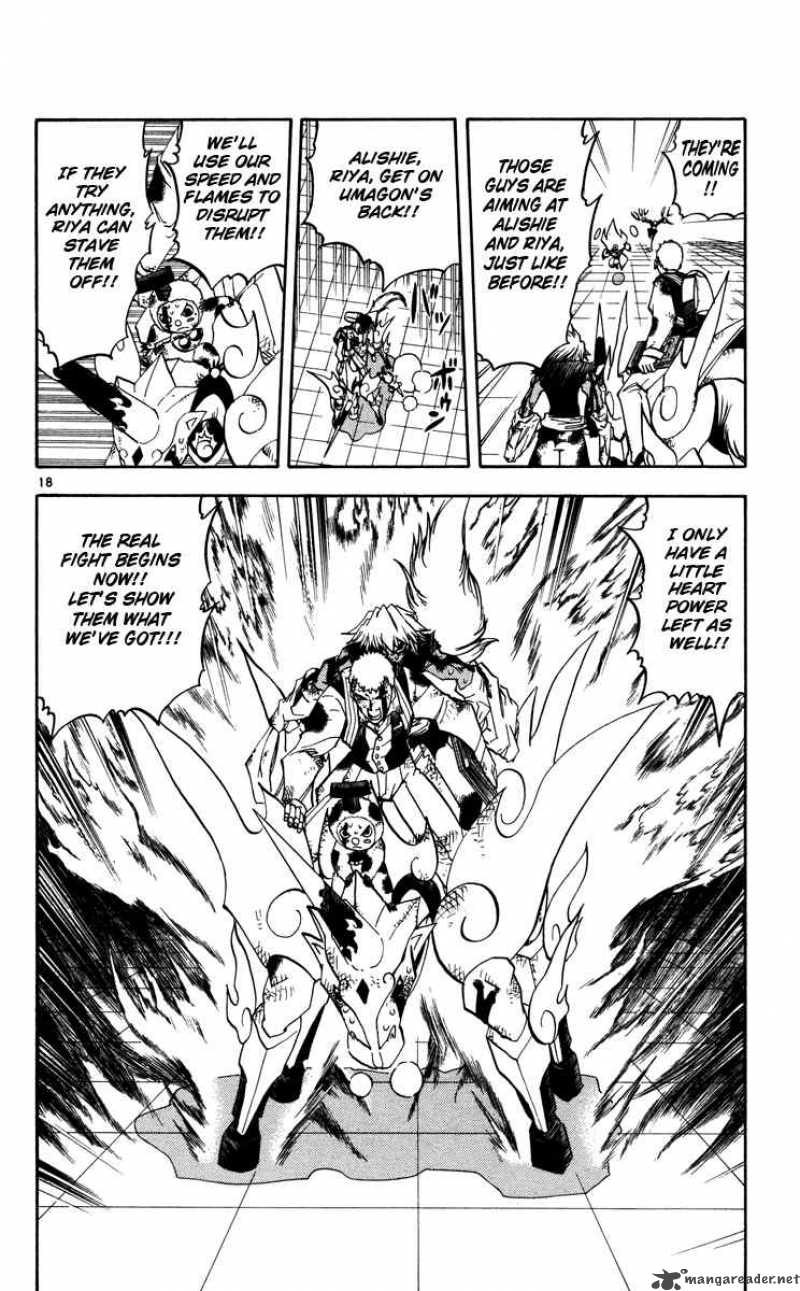 THEY'RE
COMING
!!
THOSE
GUYS ARE
AIMING AT
ALISHIE
AND RIYA,
JUST LIKE
BEFORE!!
ALISHIE,
RIYA, GET ON
UMAGON'S
BACK!!
WE'LL
USE OUR
SPEED AND
FLAMES TO
DISRUPT
THEM!!
IF THEY
TRY
ANYTHING,
RIYA CAN
STAVE
THEM
OFF!!
18
I ONLY
HAVE A
LITTLE
HEART
POWER
LEFT AS
WELL!!
THE REAL
FIGHT BEGINS
NOW!!
LET'S SHOW
THEM WHAT
WE'VE GOT!!!
mangareader.net